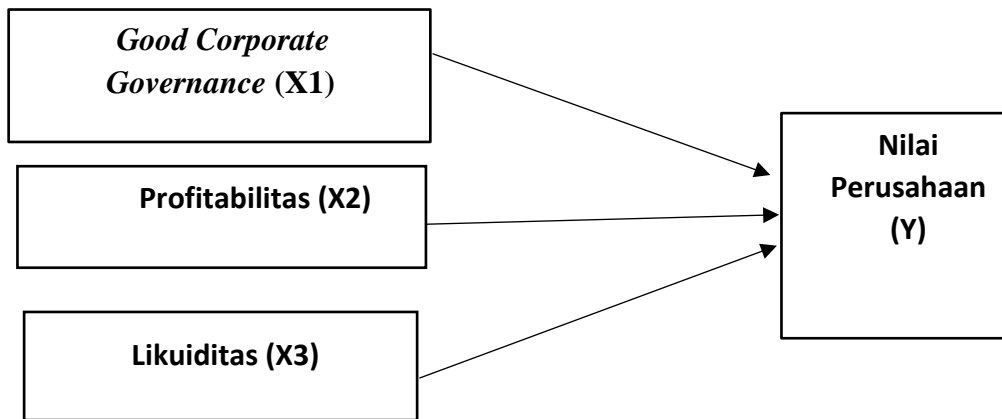 Good Corporate
Governance (X1)
Profitabilitas (X2)
Likuiditas (X3)
Nilai
Perusahaan
(Y)